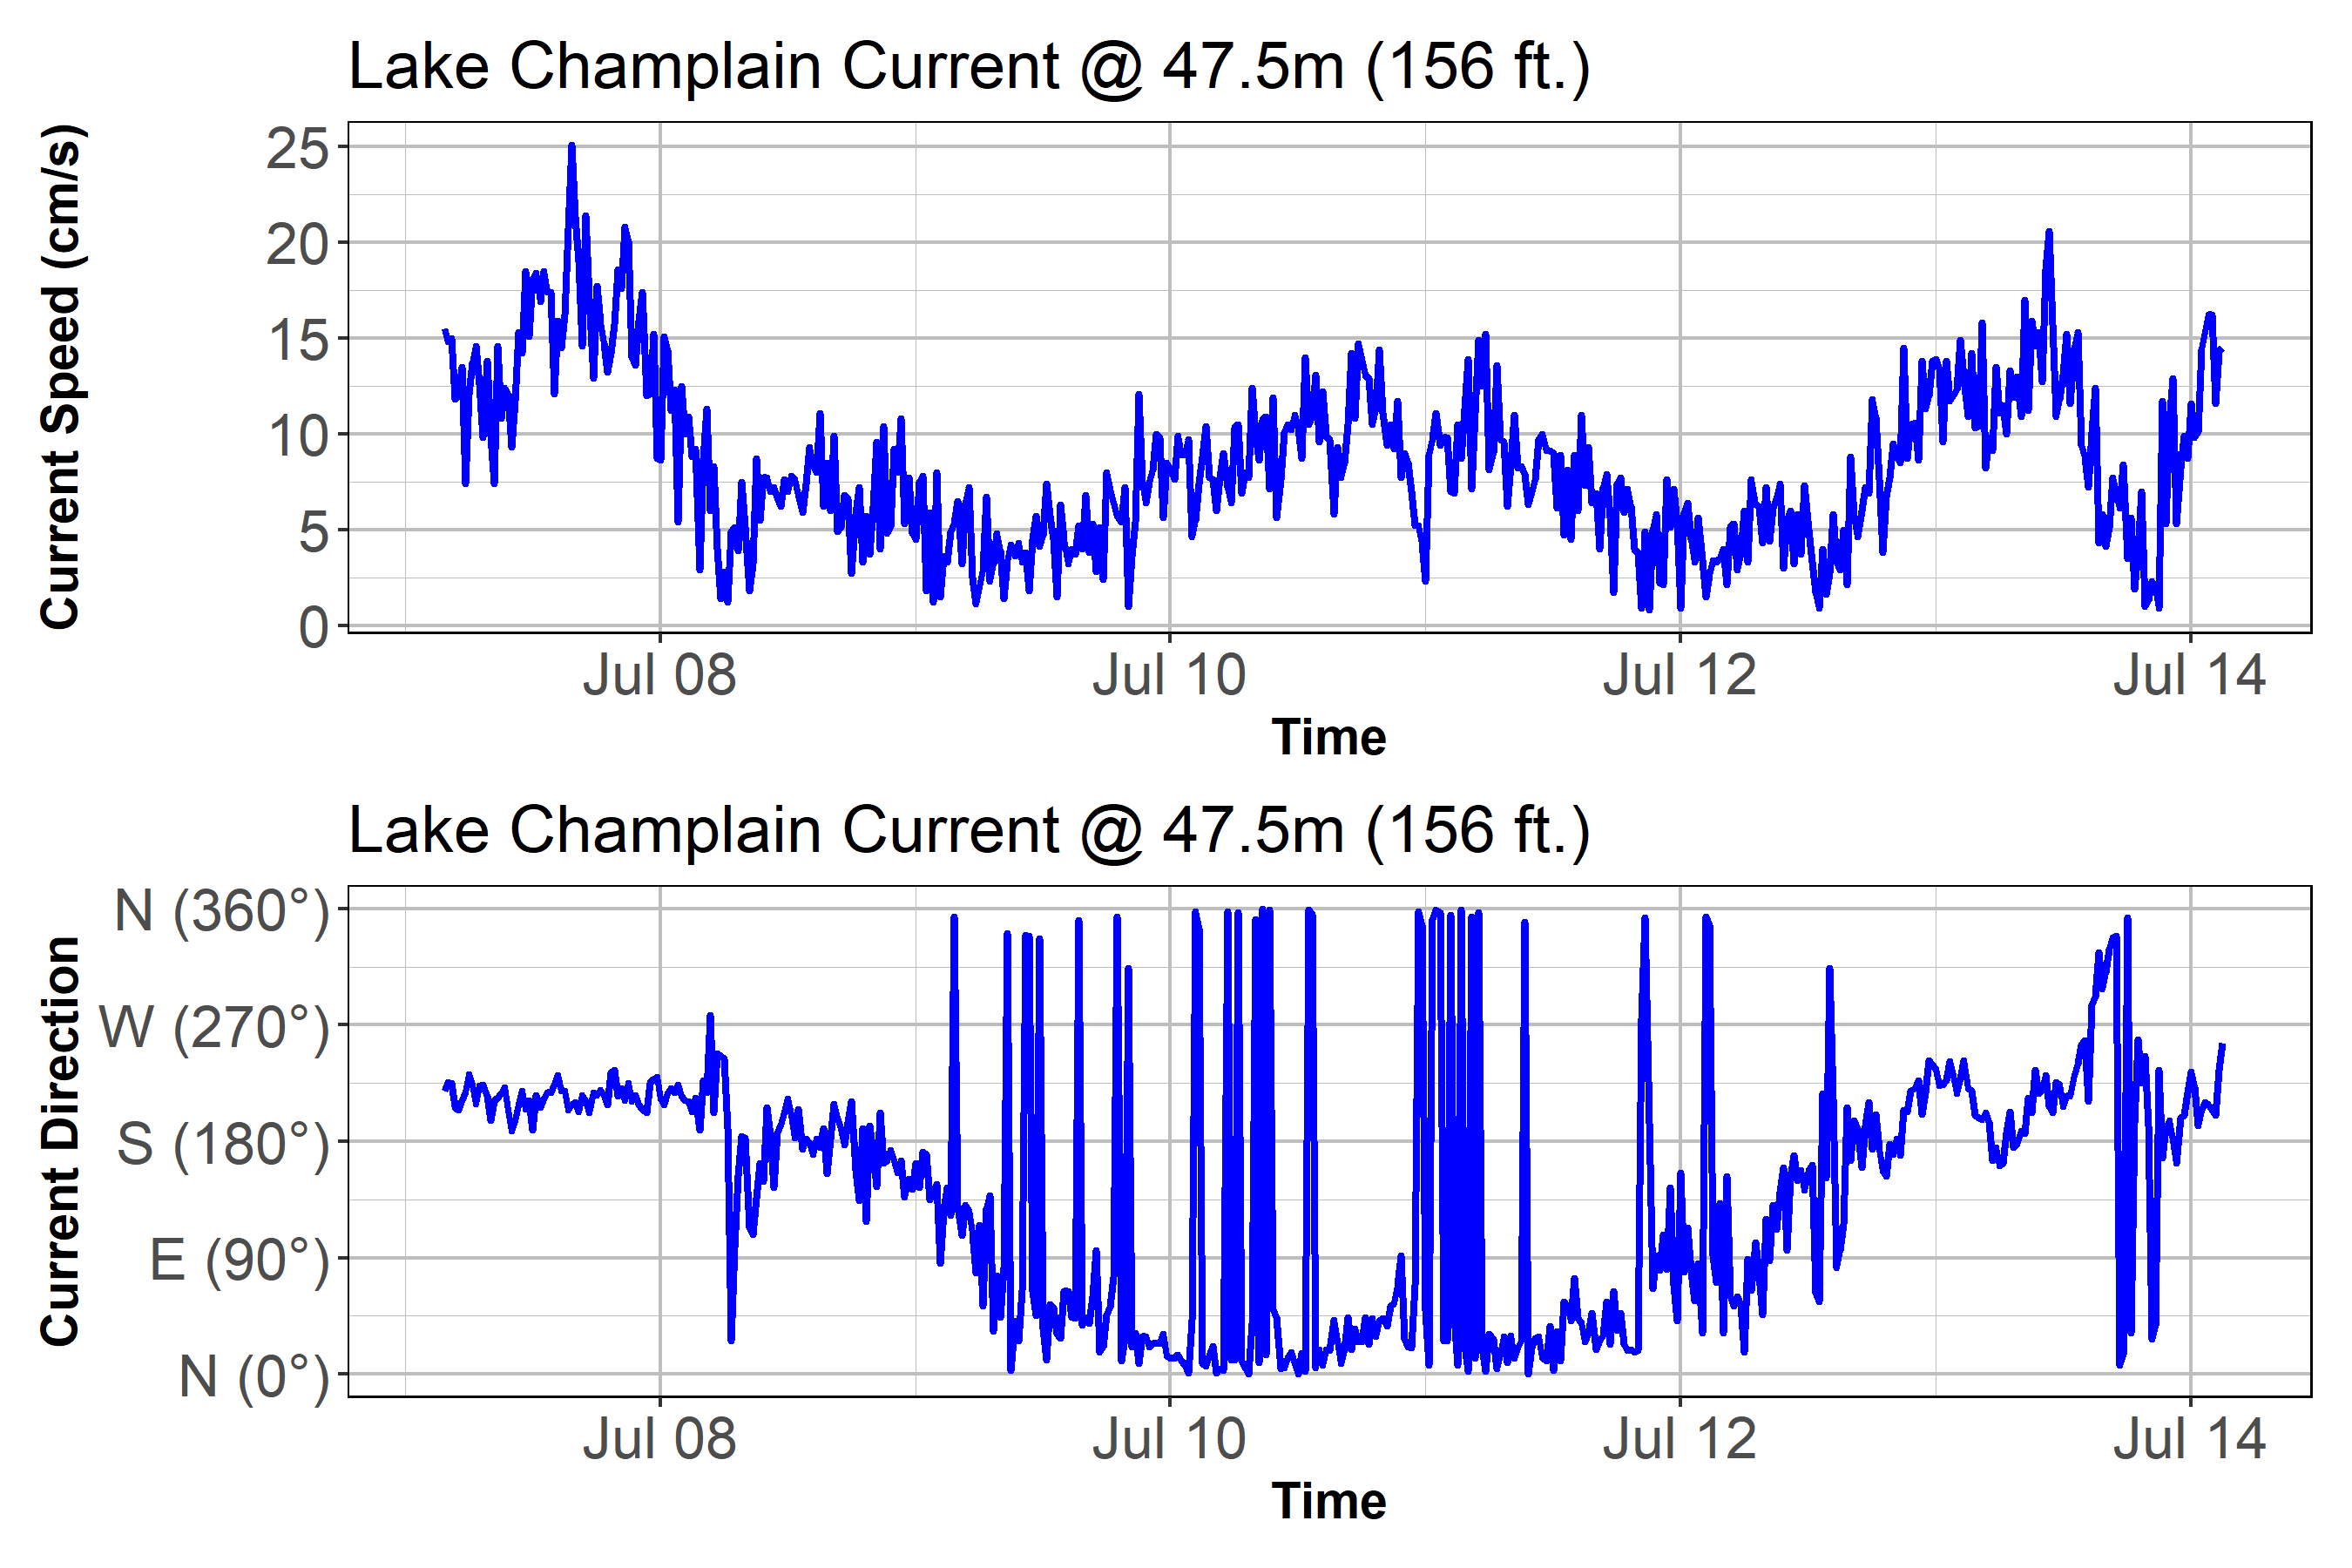 Lake Champlain Current @ 47.5m (156 ft.)
Current Speed (cm/s)
25
20
15
10
5
0
Jul 08 Jul 10 Jul 12 Jul 14
Time
Lake Champlain Current @ 47.5m (156 ft.)
Current Direction
N (360°)
W (270°)
S (180°)
E (90°)
N (0°)
Jul 08 Jul 10 Jul 12 Jul 14
Time